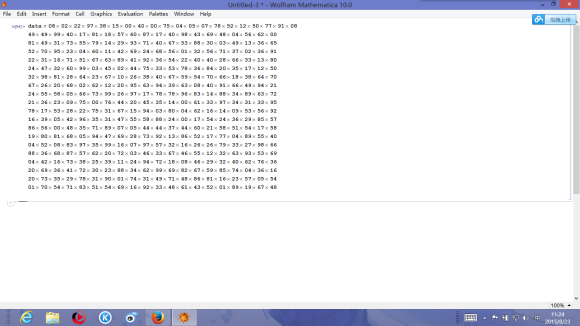 Untitled-3 * - Wolfram Mathematica 10.0
File Edit Insert Format Cell Graphics Evaluation Palettes Window Help
data = 08 × 02 × 22 × 97 × 38 × 15 × 00 × 40 × 00 × 75 × 04 × 05 × 07 × 78 × 52 × 12 × 50 × 77 × 91 × 08
49 × 49 × 99 × 40 × 17 × 81 × 18 × 57 × 60 × 87 × 17 × 40 × 98 × 43 × 69 × 48 × 04 × 56 × 62 × 00
81 × 49 × 31 × 73 × 55 × 79 × 14 × 29 × 93 × 71 × 40 × 67 × 53 × 88 × 30 × 03 × 49 × 13 × 36 × 65
52 × 70 × 95 × 23 × 04 × 60 × 11 × 42 × 69 × 24 × 68 × 56 × 01 × 32 × 56 × 71 × 37 × 02 × 36 × 91
22 × 31 × 16 × 71 × 51 × 67 × 63 × 89 × 41 × 92 × 36 × 54 × 22 × 40 × 40 × 28 × 66 × 33 × 13 × 80
24 × 47 × 32 × 60 × 99 × 03 × 45 × 02 × 44 × 75 × 33 × 53 × 78 × 36 × 84 × 20 × 35 × 17 × 12 × 50
32 × 98 × 81 × 28 × 64 × 23 × 67 × 10 × 26 × 38 × 40 × 67 × 59 × 54 × 70 × 66 × 18 × 38 × 64 × 70
67 × 26 × 20 × 68 × 02 × 62 × 12 × 20 × 95 × 63 × 94 × 39 × 63 × 08 × 40 × 91 × 66 × 49 × 94 × 21
24 × 55 × 58 × 05 × 66 × 73 × 99 × 26 × 97 × 17 × 78 × 78 × 96 × 83 × 14 × 88 × 34 × 89 × 63 × 72
21 × 36 × 23 × 09 × 75 × 00 × 76 × 44 × 20 × 45 × 35 × 14 × 00 × 61 × 33 × 97 × 34 × 31 × 33 × 95
78 × 17 × 53 × 28 × 22 × 75 × 31 × 67 × 15 × 94 × 03 × 80 × 04 × 62 × 16 × 14 × 09 × 53 × 56 × 92
16 × 39 × 05 × 42 × 96 × 35 × 31 × 47 × 55 × 58 × 88 × 24 × 00 × 17 × 54 × 24 × 36 × 29 × 85 × 57
86 × 56 × 00 × 48 × 35 × 71 × 89 × 07 × 05 × 44 × 44 × 37 × 44 × 60 × 21 × 58 × 51 × 54 × 17 × 58
19 × 80 × 81 × 68 × 05 × 94 × 47 × 69 × 28 × 73 × 92 × 13 × 86 × 52 × 17 × 77 × 04 × 89 × 55 × 40
04 × 52 × 08 × 83 × 97 × 35 × 99 × 16 × 07 × 97 × 57 × 32 × 16 × 26 × 26 × 79 × 33 × 27 × 98 × 66
88 × 36 × 68 × 87 × 57 × 62 × 20 × 72 × 03 × 46 × 33 × 67 × 46 × 55 × 12 × 32 × 63 × 93 × 53 × 69
04 × 42 × 16 × 73 × 38 × 25 × 39 × 11 × 24 × 94 × 72 × 18 × 08 × 46 × 29 × 32 × 40 × 62 × 76 × 36
20 × 69 × 36 × 41 × 72 × 30 × 23 × 88 × 34 × 62 × 99 × 69 × 82 × 67 × 59 × 85 × 74 × 04 × 36 × 16
20 × 73 × 35 × 29 × 78 × 31 × 90 × 01 × 74 × 31 × 49 × 71 × 48 × 86 × 81 × 16 × 23 × 57 × 05 × 54
01 × 70 × 54 × 71 × 83 × 51 × 54 × 69 × 16 × 92 × 33 × 48 × 61 × 43 × 52 × 01 × 89 × 19 × 67 × 48
100%
11:24
2015/8/23